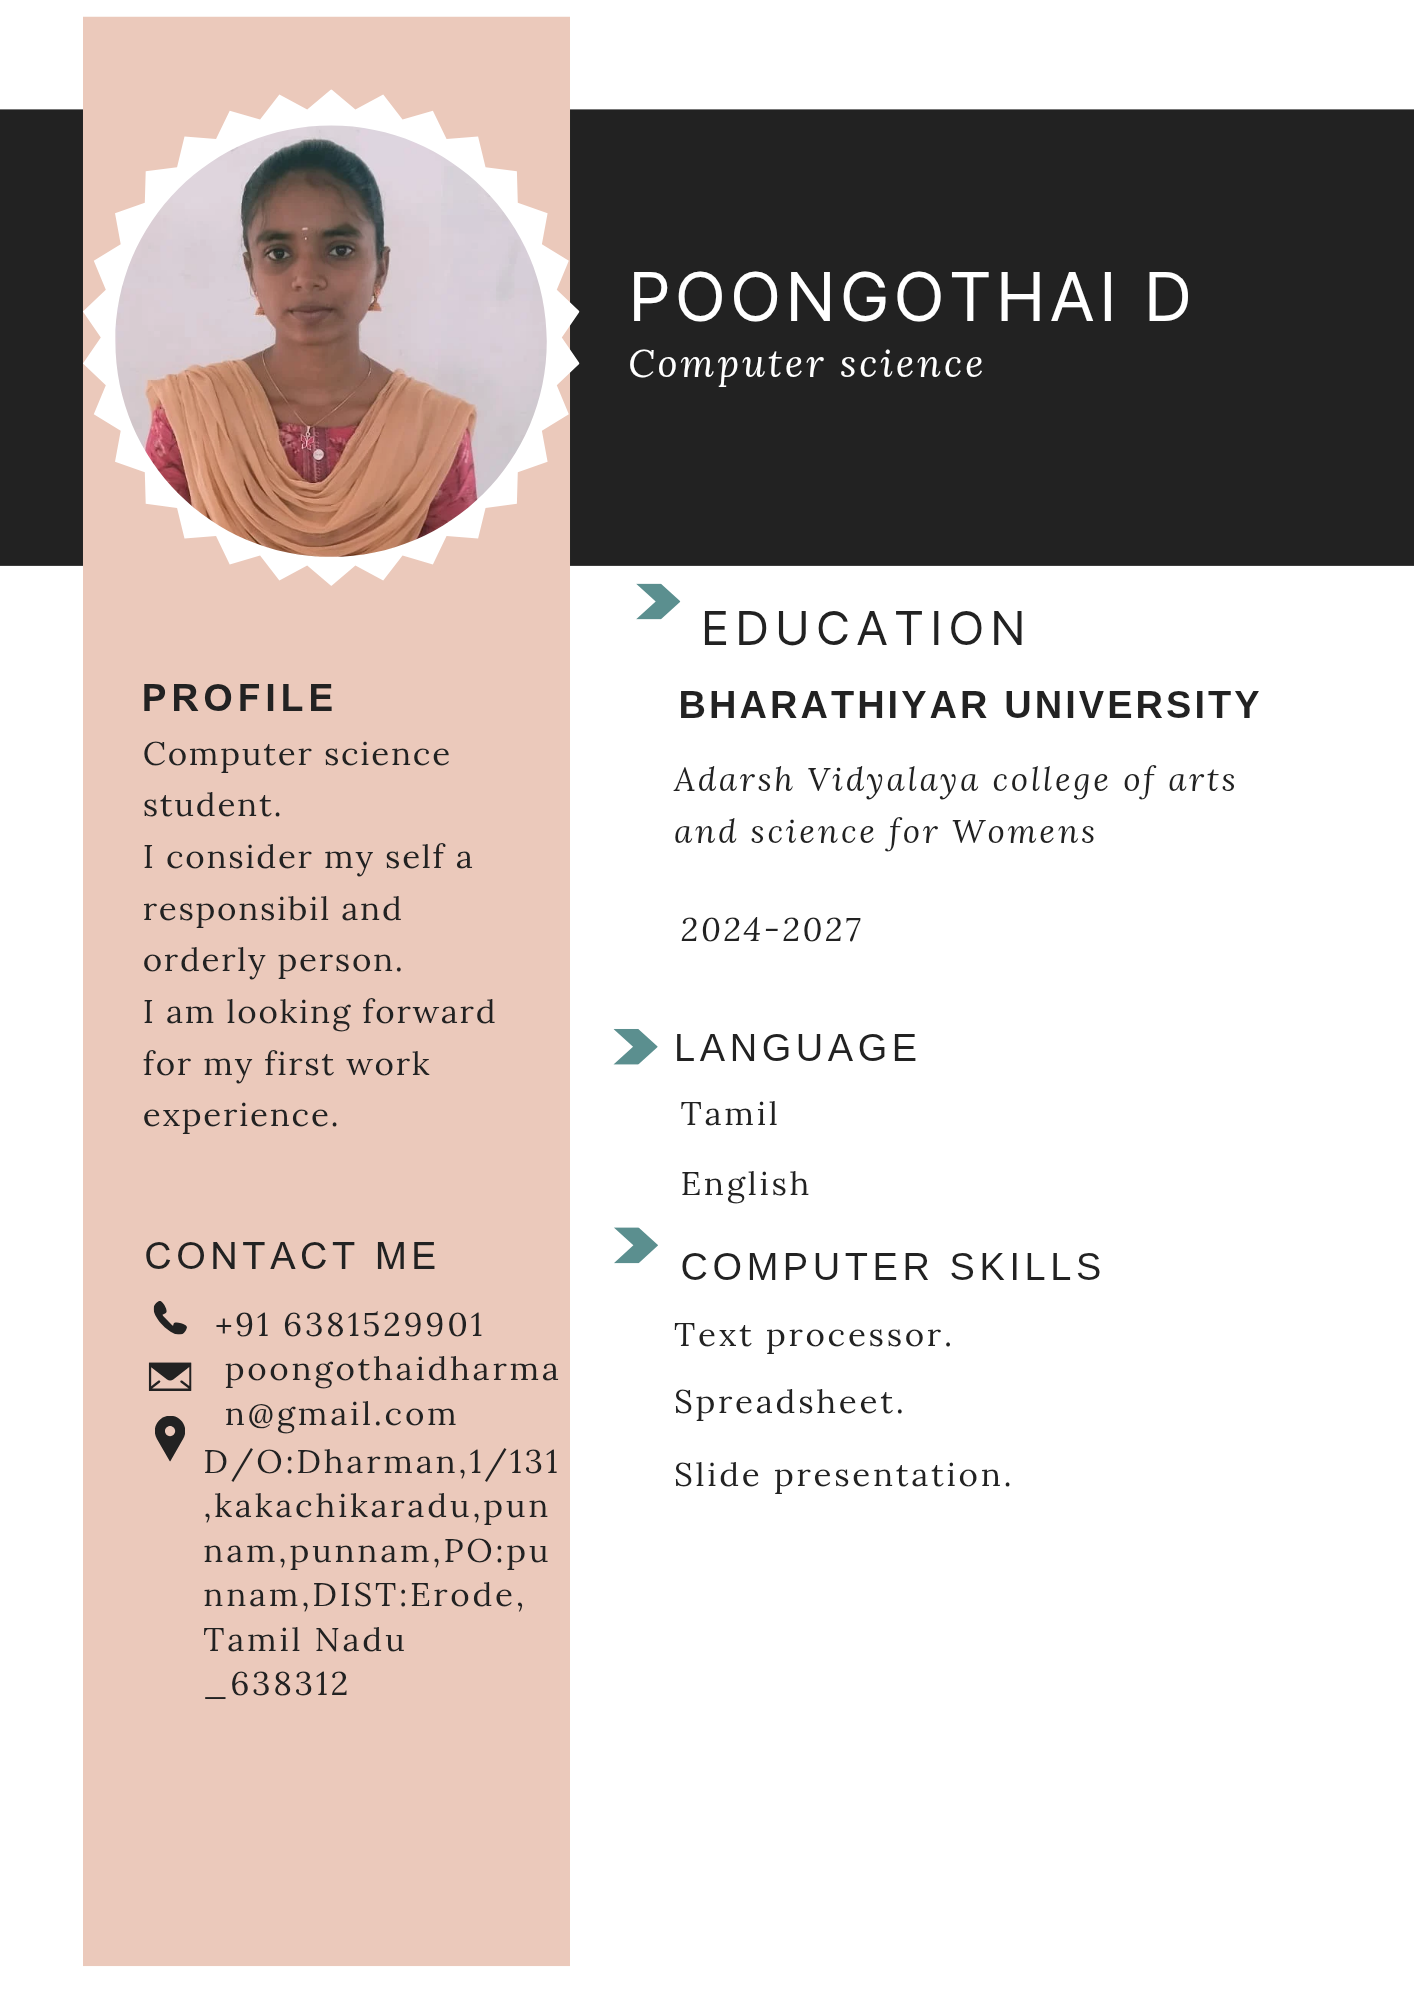 POONGOTHAI D
Computer science
PROFILE
Computer science
student.
I consider my self a
responsibil and
orderly person.
I am looking forward
for my first work
experience.
CONTACT ME
+91 6381529901
poongothaidharma
n@gmail.com
D/O:Dharman,1/131
,kakachikaradu,pun
nam,punnam,PO:pu
nnam,DIST:Erode,
Tamil Nadu
_638312
EDUCATION
BHARATHIYAR UNIVERSITY
Adarsh Vidyalaya college of arts
and science for Womens
2024-2027
LANGUAGE
Tamil
English
COMPUTER SKILLS
Text processor.
Spreadsheet.
Slide presentation.